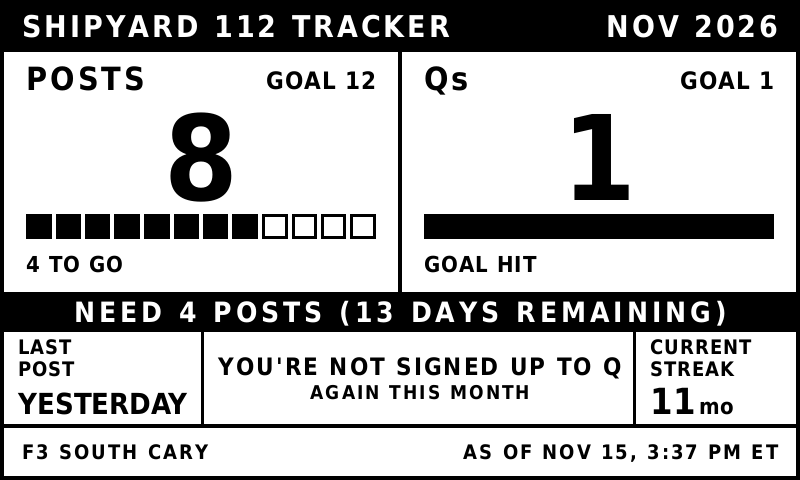 SHIPYARD 112 TRACKER NOV 2026
POSTS GOAL 12
8
4 TO GO
Qs GOAL 1
1
GOAL HIT
NEED 4 POSTS (13 DAYS REMAINING)
LAST
POST
YESTERDAY
YOU'RE NOT SIGNED UP TO Q
AGAIN THIS MONTH
CURRENT
STREAK
11 mo
F3 SOUTH CARY AS OF NOV 15, 3:37 PM ET